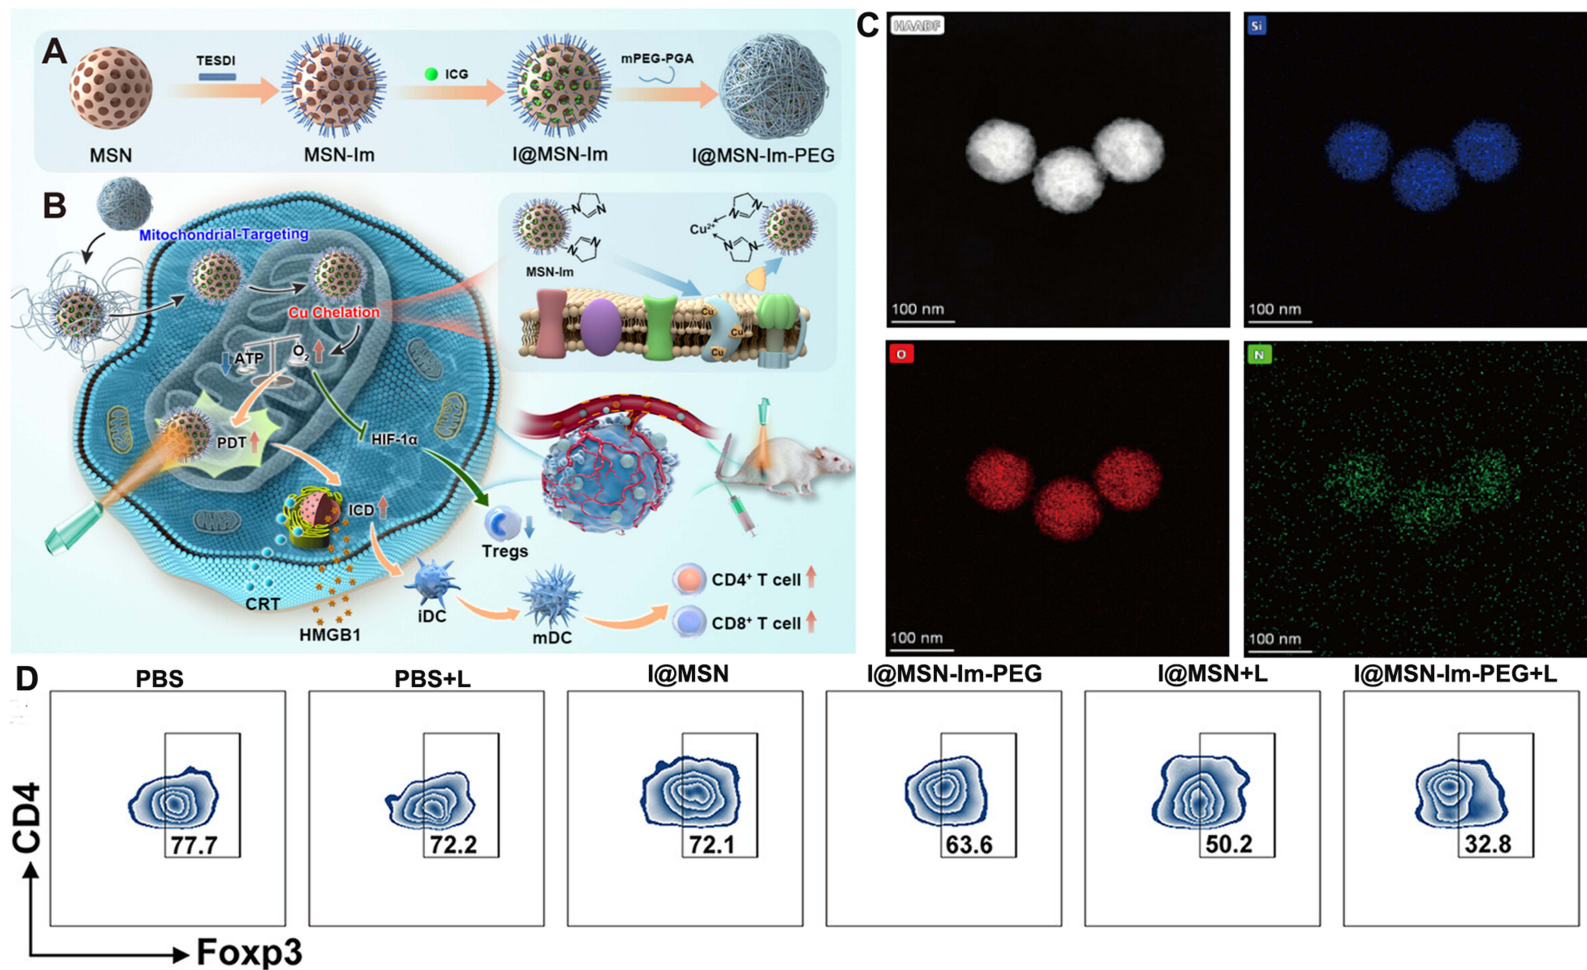 A
TESDI
ICG
mPEG-PGA
MSN
MSN-Im
I@MSN-Im
I@MSN-Im-PEG
B
Mitochondrial-Targeting
Cu Chelation
ATP
O2
PDT
HIF-1α
ICD
Tregs
CRT
HMGB1
iDC
mDC
CD4+ T cell
CD8+ T cell
N
N
N
N
MSN-Im
Cu2+
N
N
N
N
Cu
Cu
Cu
C
HAADF
100 nm
Si
100 nm
O
100 nm
N
100 nm
D
PBS
PBS+L
I@MSN
I@MSN-Im-PEG
I@MSN+L
I@MSN-Im-PEG+L
77.7
72.2
72.1
63.6
50.2
32.8
CD4
Foxp3